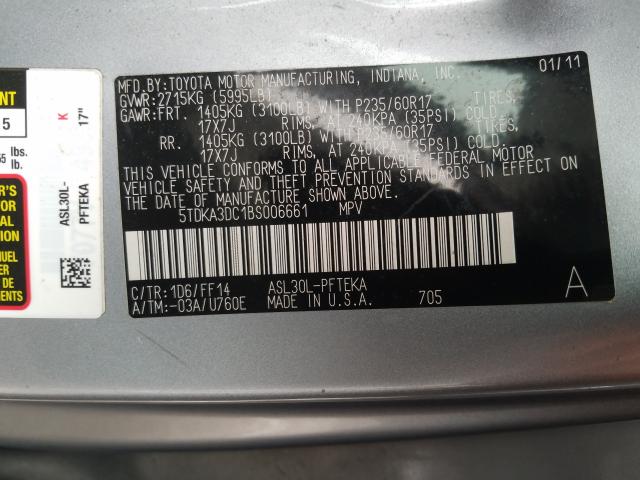 MFD. BY: TOYOTA MOTOR MANUFACTURING, INDIANA, INC. 01/11
GVWR: 2715KG (5995LB)
GAWR: FRT. 1405KG (3100LB) WITH P235/60R17 TIRES,
17X7J RIMS, AT 240KPA (35PSI) COLD.
RR. 1405KG (3100LB) WITH P235/60R17 TIRES,
17X7J RIMS, AT 240KPA (35PSI) COLD.
THIS VEHICLE CONFORMS TO ALL APPLICABLE FEDERAL MOTOR
VEHICLE SAFETY AND THEFT PREVENTION STANDARDS IN EFFECT ON
THE DATE OF MANUFACTURE SHOWN ABOVE.
5TDKA3DC1BS006661 MPV
C/TR: 1D6/FF14 ASL30L-PFTEKA
A/TM: -03A/U760E MADE IN U.S.A. 705
A
ASL30L-
PFTEKA
K
17"
5
lbs.
lb.